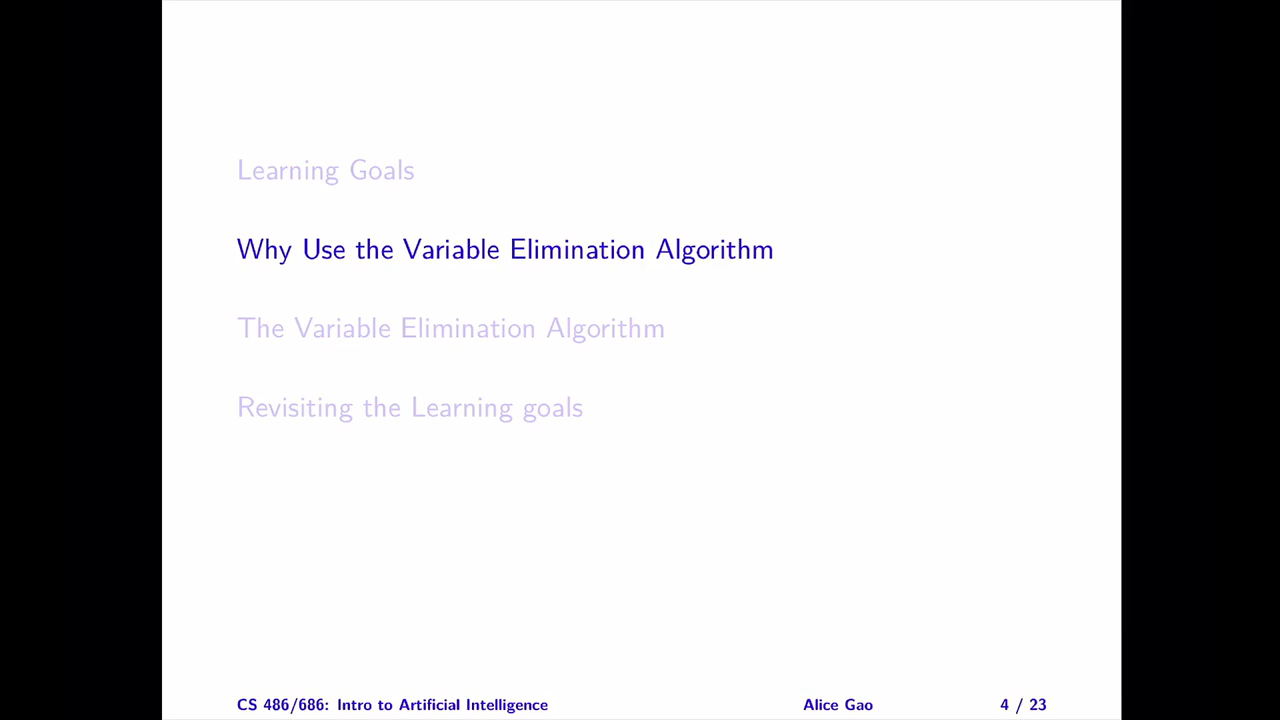 Learning Goals
Why Use the Variable Elimination Algorithm
The Variable Elimination Algorithm
Revisiting the Learning goals
CS 486/686: Intro to Artificial Intelligence Alice Gao 4 / 23